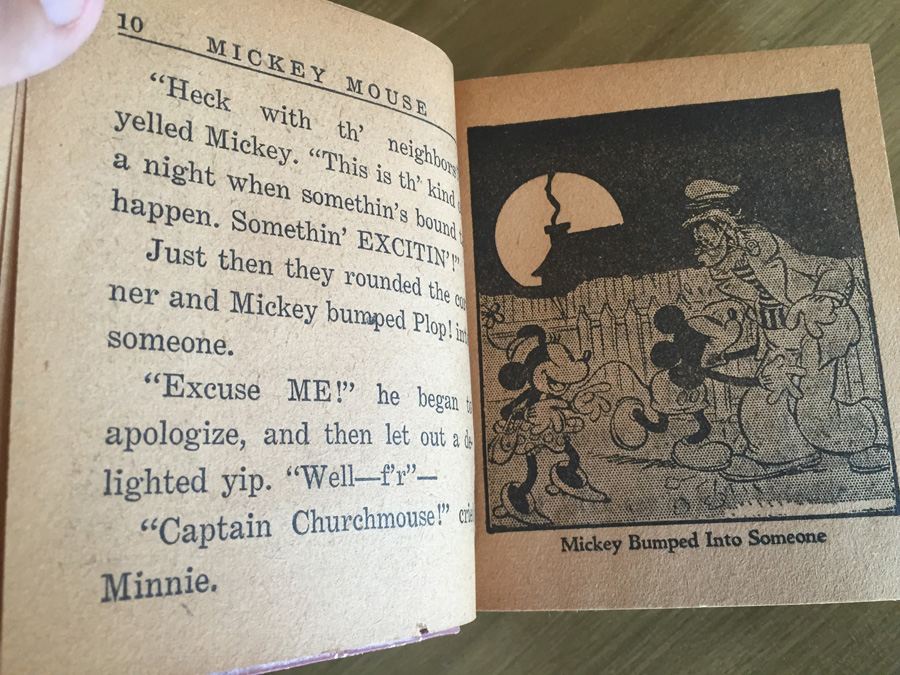 10
MICKEY MOUSE
“Heck with th’ neighbors
yelled Mickey. “This is th’ kind
a night when somethin’s bound
happen. Somethin’ EXCITIN’!”
Just then they rounded the
ner and Mickey bumped Plop!
someone.
“Excuse ME!” he began
apologize, and then let out a de-
lighted yip. “Well—f’r”—
“Captain Churchmouse!”
Minnie.
Mickey Bumped Into Someone